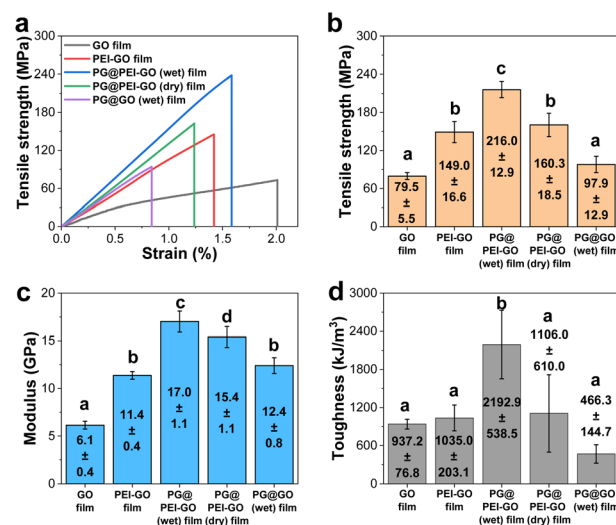 a
Tensile strength (MPa)
300
240
180
120
60
0
GO film
PEI-GO film
PG@PEI-GO (wet) film
PG@PEI-GO (dry) film
PG@GO (wet) film
0.0 0.5 1.0 1.5 2.0
Strain (%)
b
Tensile strength (MPa)
300
240
180
120
60
0
a
b
c
b
a
79.5
±
5.5
149.0
±
16.6
216.0
±
12.9
160.3
±
18.5
97.9
±
12.9
GO
film
PEI-GO
film
PG@
PEI-GO
(wet) film
PG@
PEI-GO
(dry) film
PG@GO
(wet) film
c
Modulus (GPa)
20
15
10
5
0
a
b
c
d
b
6.1
±
0.4
11.4
±
0.4
17.0
±
1.1
15.4
±
1.1
12.4
±
0.8
GO
film
PEI-GO
film
PG@
PEI-GO
(wet) film
PG@
PEI-GO
(dry) film
PG@GO
(wet) film
d
Toughness (kJ/m³)
3000
2400
1800
1200
600
0
a
a
b
a
a
937.2
±
76.8
1035.0
±
203.1
2192.9
±
538.5
1106.0
±
610.0
466.3
±
144.7
GO
film
PEI-GO
film
PG@
PEI-GO
(wet) film
PG@
PEI-GO
(dry) film
PG@GO
(wet) film